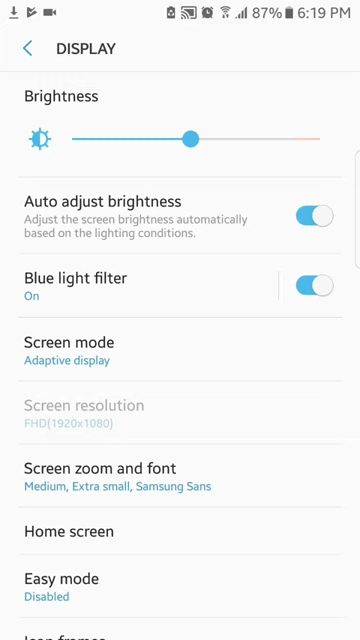 87% 6:19 PM
DISPLAY
Brightness
Auto adjust brightness
Adjust the screen brightness automatically
based on the lighting conditions.
Blue light filter
On
Screen mode
Adaptive display
Screen resolution
FHD(1920x1080)
Screen zoom and font
Medium, Extra small, Samsung Sans
Home screen
Easy mode
Disabled
Icon frames